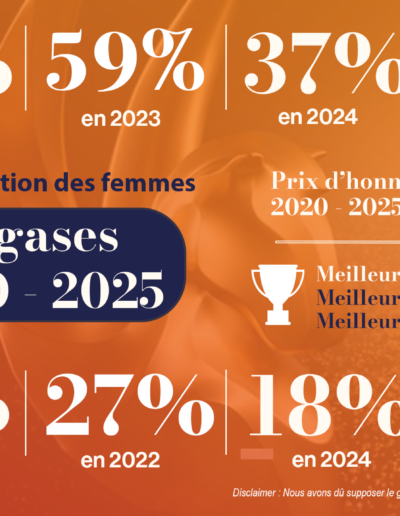 % 59% 37%
en 2023 en 2024
tion des femmes
gases
0 - 2025
Prix d'honn
2020 - 2025
Meilleur
Meilleur
Meilleur
% 27% 18%
en 2022 en 2024
Disclaimer : Nous avons dû supposer le g